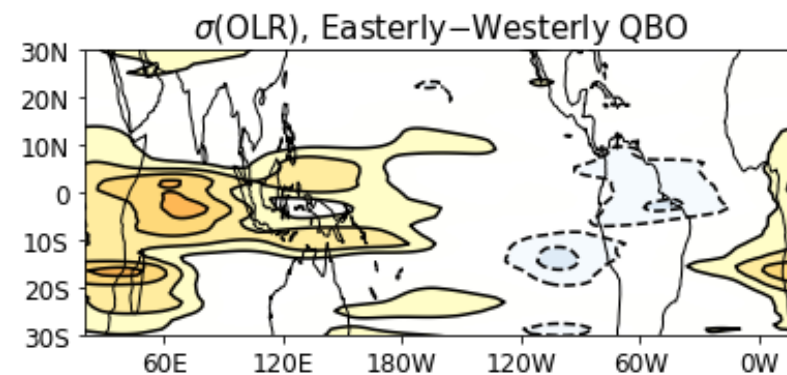 σ(OLR), Easterly−Westerly QBO
30N
20N
10N
0
10S
20S
30S
60E 120E 180W 120W 60W 0W